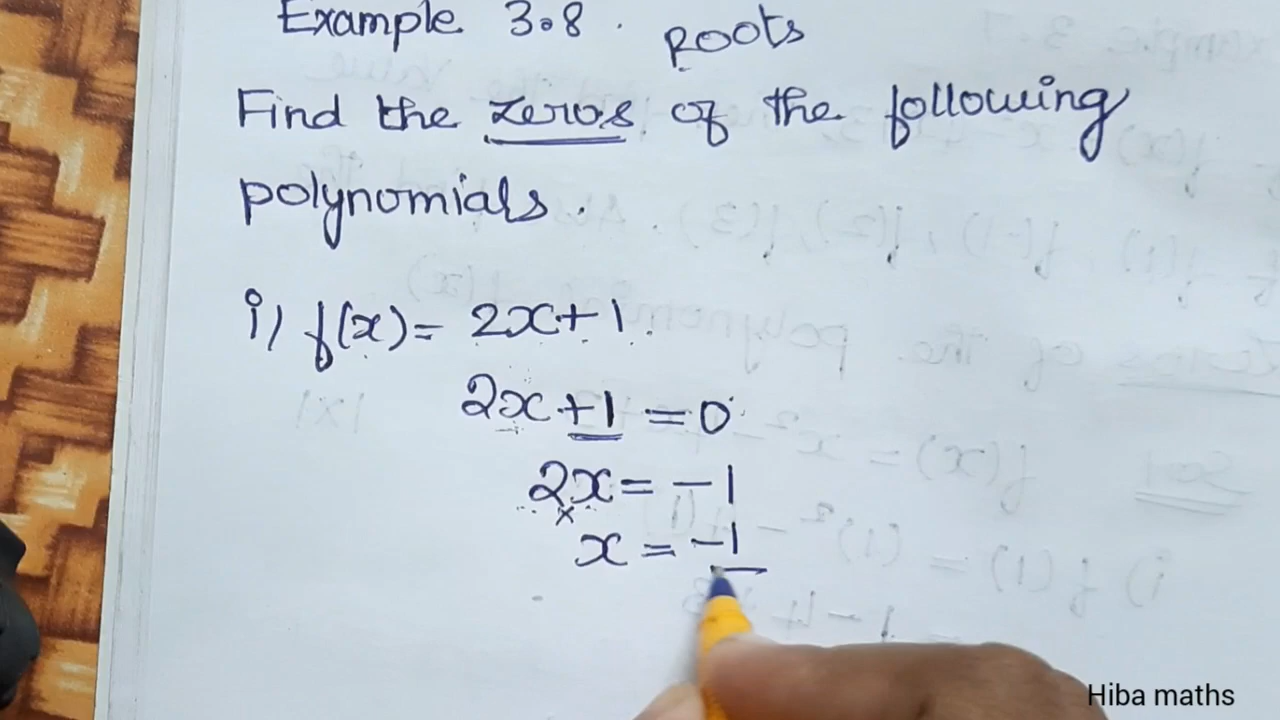 Example 3.8. Roots
Find the zeros of the following
polynomials.
i) f(x) = 2x+1.
2x+1 = 0
2x = -1
x = -1
Hiba maths